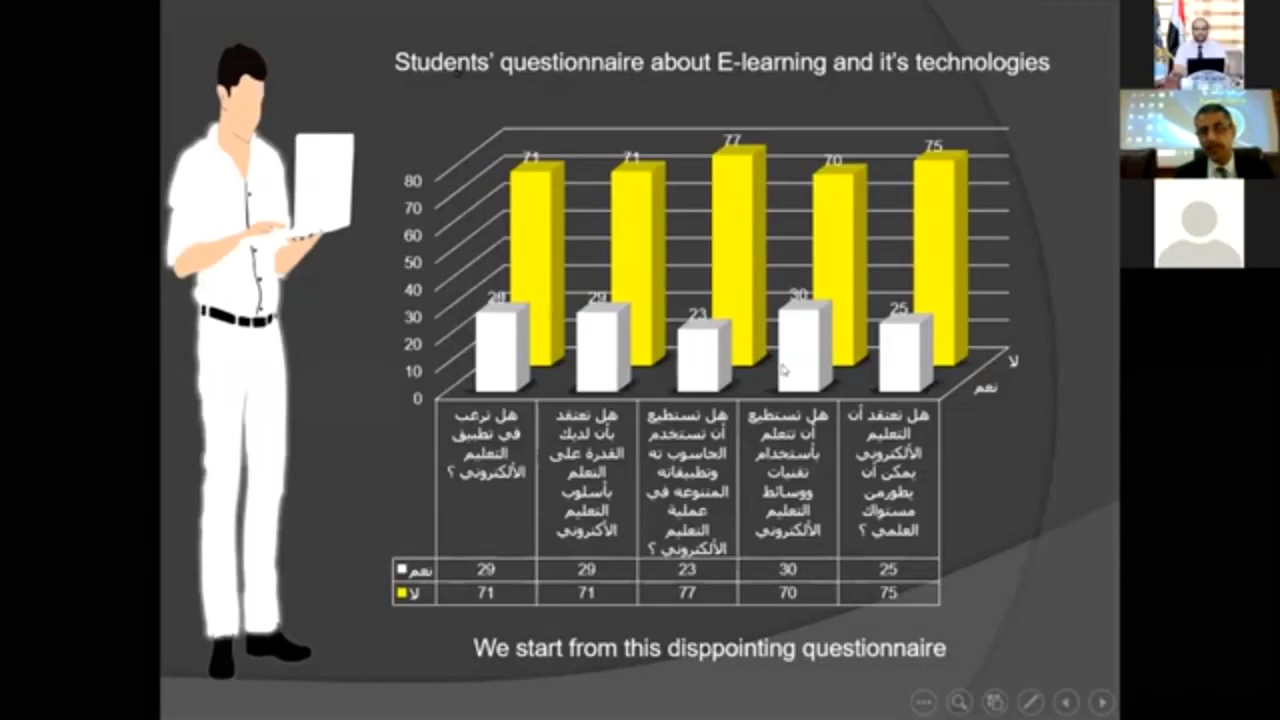 Students' questionnaire about E-learning and it's technologies
77
75
71
71
70
80
70
60
50
40
30
20
10
0
29
23
30
25
لا
نعم
هل ترغب
في تطبيق
التعليم
الألكتروني ؟
هل تعتقد
بأن لديك
القدرة على
التعلم
بأسلوب
التعليم
الأكتروني
هل تستطيع
أن تستخدم
الحاسوب ته
وتطبيقاته
المتنوعة في
عملية
التعليم
الألكتروني ؟
هل تستطيع
أن تتعلم
بأستخدام
تقنيات
ووسائط
التعليم
الألكتروني
هل تعتقد أن
التعليم
الألكتروني
يمكن أن
يطورمن
مستواك
العلمي ؟
نعم 29 29 23 30 25
لا 71 71 77 70 75
We start from this disppointing questionnaire